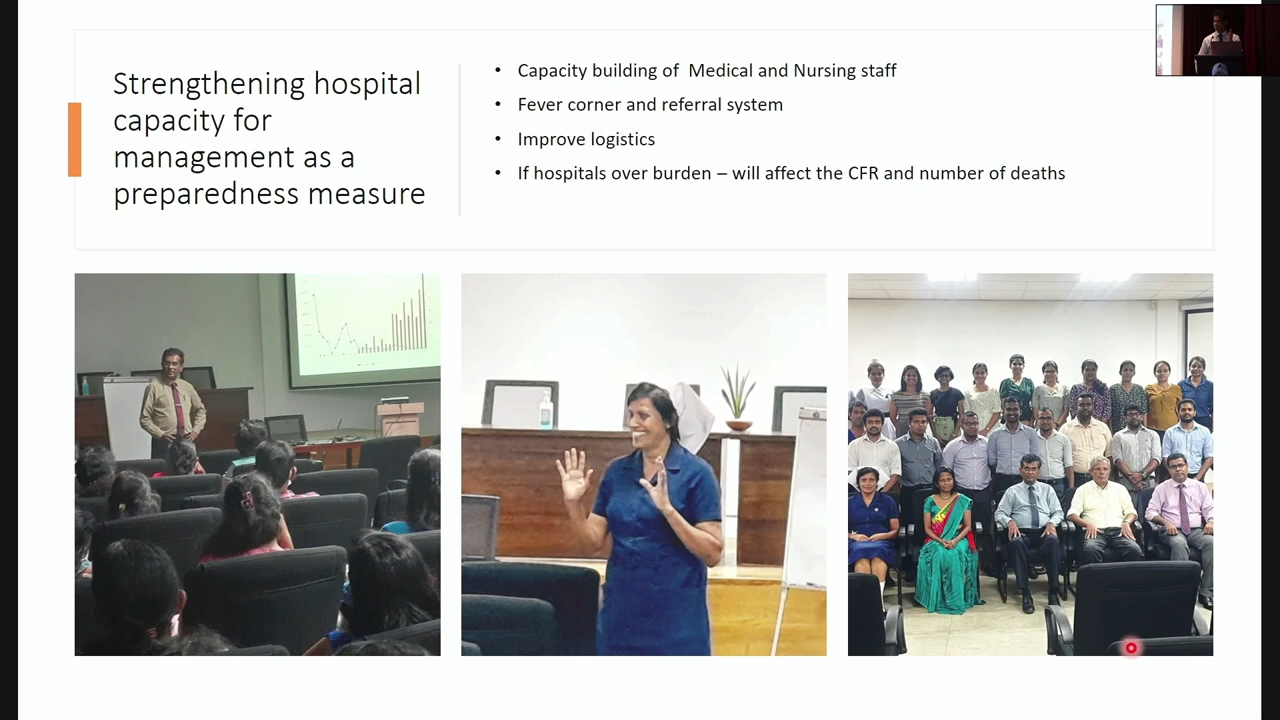 Strengthening hospital
capacity for
management as a
preparedness measure
• Capacity building of  Medical and Nursing staff
• Fever corner and referral system
• Improve logistics
• If hospitals over burden – will affect the CFR and number of deaths